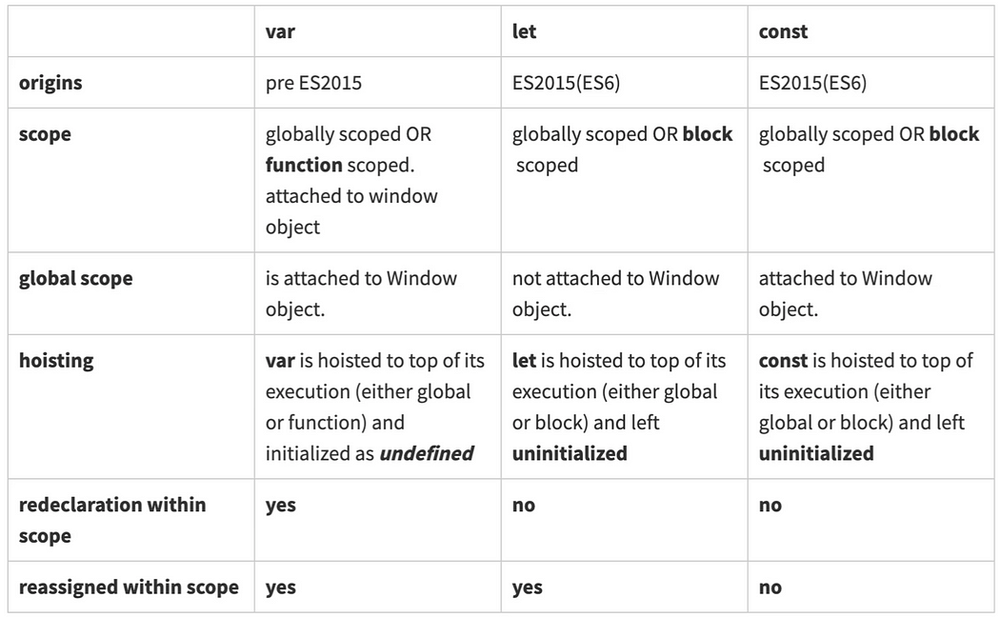 var let const
origins pre ES2015 ES2015(ES6) ES2015(ES6)
scope globally scoped OR globally scoped OR block globally scoped OR block
function scoped. scoped scoped
attached to window
object
global scope is attached to Window not attached to Window attached to Window
object. object. object.
hoisting var is hoisted to top of its let is hoisted to top of its const is hoisted to top of
execution (either global execution (either global its execution (either
or function) and or block) and left global or block) and left
initialized as undefined uninitialized uninitialized
redeclaration within yes no no
scope
reassigned within scope yes yes no